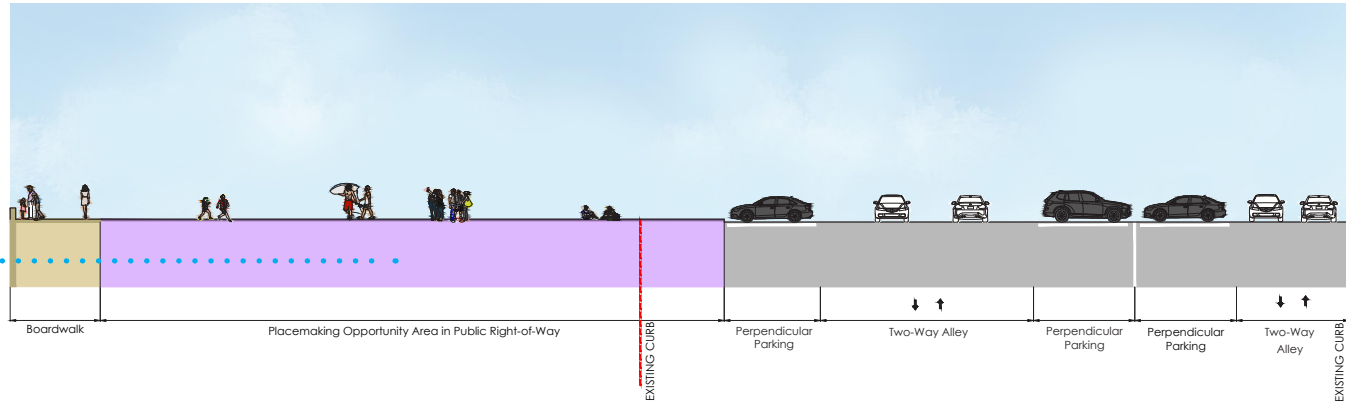 Boardwalk
Placemaking Opportunity Area in Public Right-of-Way
EXISTING CURB
Perpendicular
Parking
Two-Way Alley
Perpendicular
Parking
Perpendicular
Parking
Two-Way
Alley
EXISTING CURB